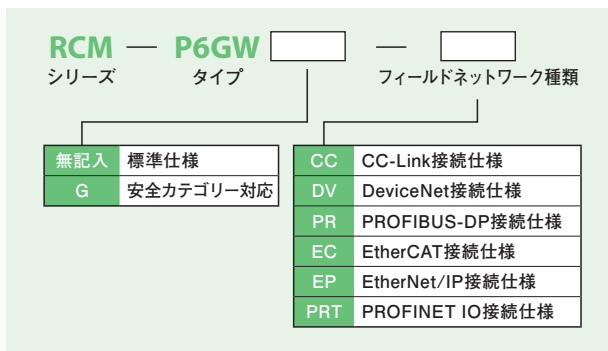 RCM — P6GW —
シリーズ タイプ フィールドネットワーク種類
無記入 標準仕様
G 安全カテゴリー対応
CC CC-Link接続仕様
DV DeviceNet接続仕様
PR PROFIBUS-DP接続仕様
EC EtherCAT接続仕様
EP EtherNet/IP接続仕様
PRT PROFINET IO接続仕様